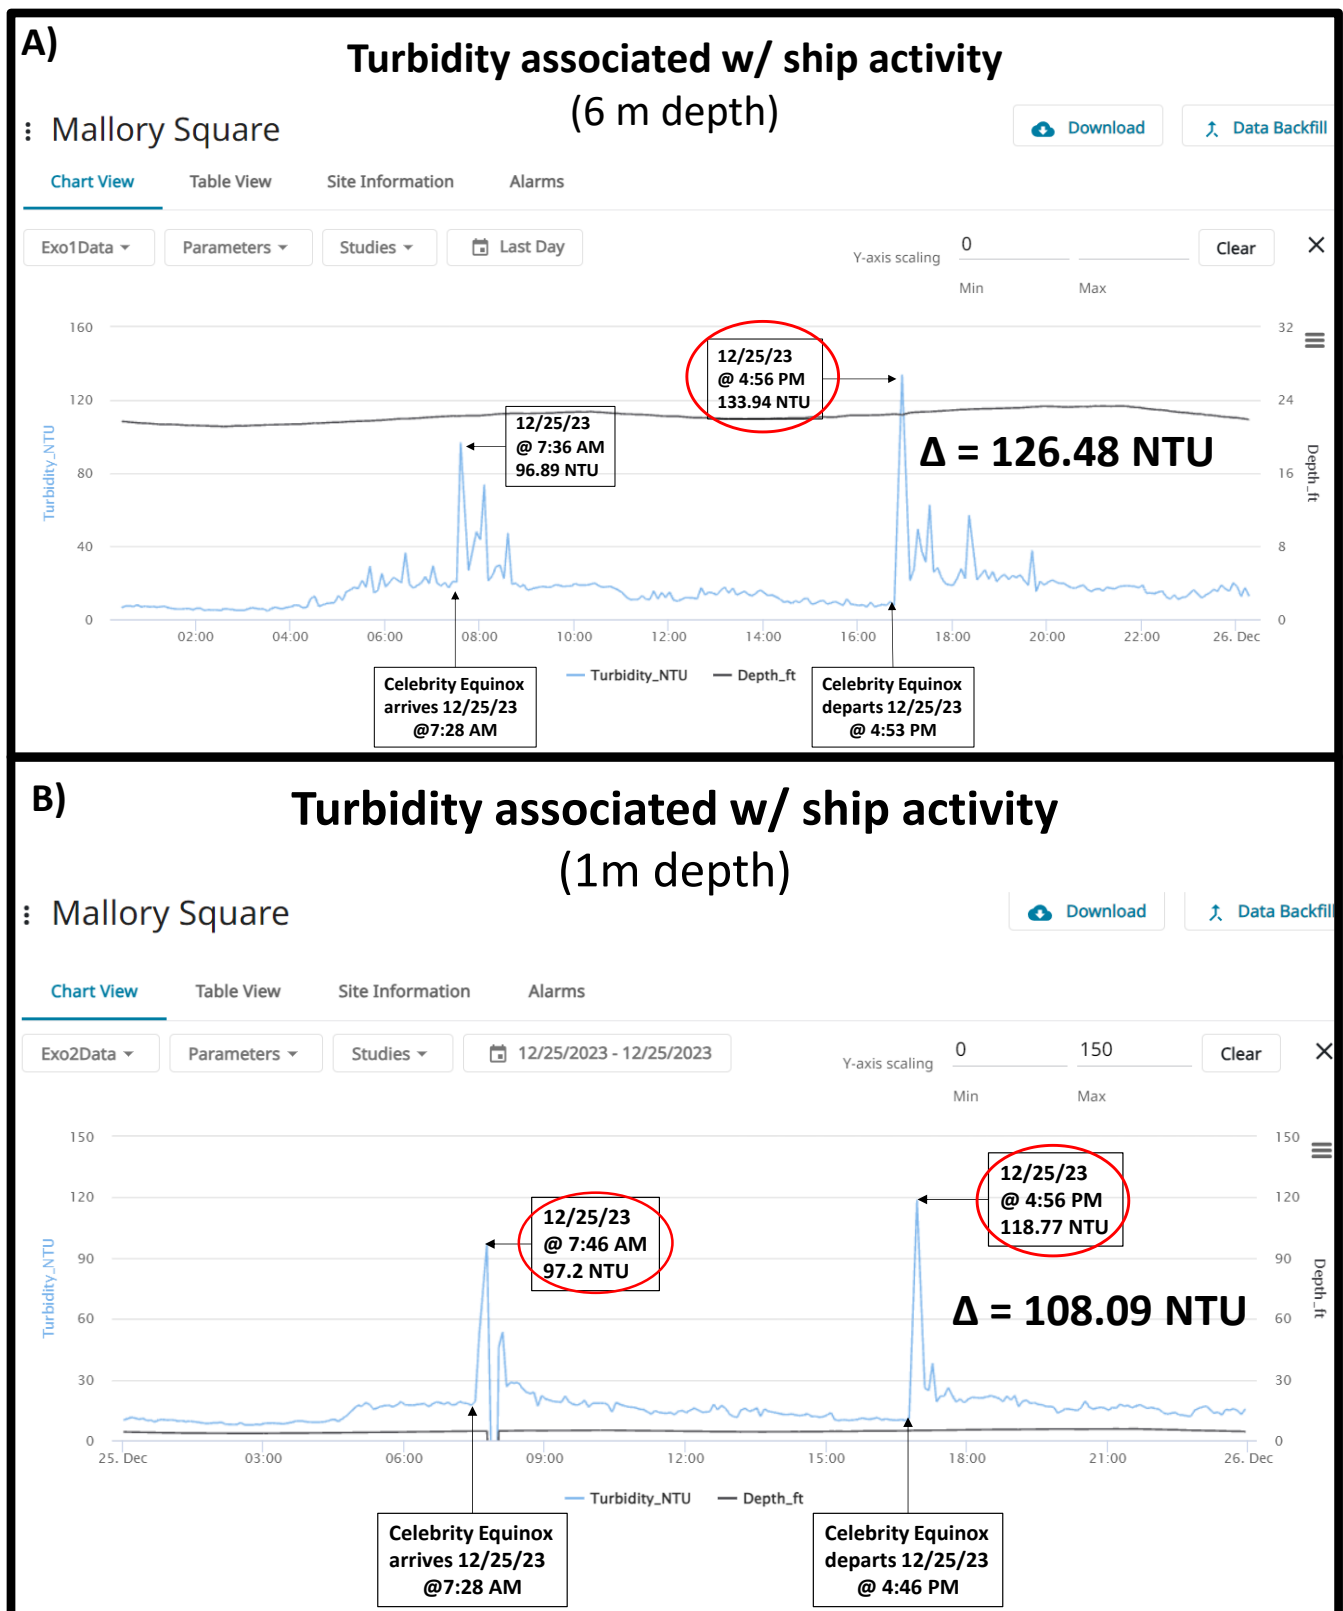 A)
Turbidity associated w/ ship activity
(6 m depth)
Mallory Square
Download
Data Backfill
Chart View
Table View
Site Information
Alarms
Exo1Data
Parameters
Studies
Last Day
Y-axis scaling
0
Clear
Min
Max
160
32
120
24
80
16
40
8
0
0
Turbidity_NTU
Depth_ft
12/25/23
@ 7:36 AM
96.89 NTU
12/25/23
@ 4:56 PM
133.94 NTU
Δ = 126.48 NTU
02:00
04:00
06:00
08:00
10:00
12:00
14:00
16:00
18:00
20:00
22:00
26. Dec
Turbidity_NTU
Depth_ft
Celebrity Equinox
arrives 12/25/23
@7:28 AM
Celebrity Equinox
departs 12/25/23
@ 4:53 PM
B)
Turbidity associated w/ ship activity
(1m depth)
Mallory Square
Download
Data Backfill
Chart View
Table View
Site Information
Alarms
Exo2Data
Parameters
Studies
12/25/2023 - 12/25/2023
Y-axis scaling
0
150
Clear
Min
Max
150
150
120
120
90
90
60
60
30
30
0
0
Turbidity_NTU
Depth_ft
12/25/23
@ 7:46 AM
97.2 NTU
12/25/23
@ 4:56 PM
118.77 NTU
Δ = 108.09 NTU
25. Dec
03:00
06:00
09:00
12:00
15:00
18:00
21:00
26. Dec
Turbidity_NTU
Depth_ft
Celebrity Equinox
arrives 12/25/23
@7:28 AM
Celebrity Equinox
departs 12/25/23
@ 4:46 PM